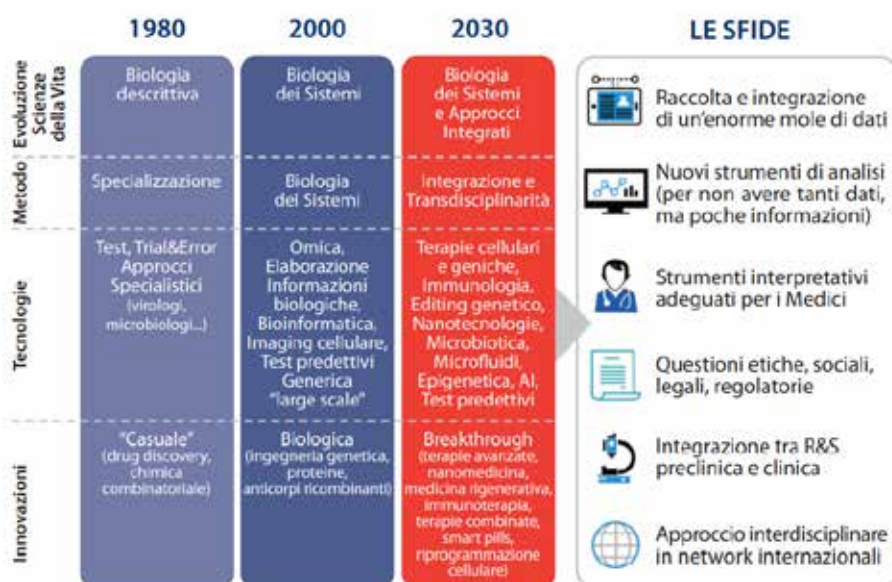 1980
2000
2030
LE SFIDE
Evoluzione
Scienze
della Vita
Biologia
descrittiva
Biologia
dei Sistemi
Biologia
dei Sistemi
e Approcci
Integrati
Metodo
Specializzazione
Biologia
dei Sistemi
Integrazione e
Transdisciplinarità
Tecnologie
Test, Trial&Error
Approcci
Specialistici
(virologi,
microbiologi...)
Omica,
Elaborazione
Informazioni
biologiche,
Bioinformatica,
Imaging cellulare,
Test predettivi
Generica
"large scale"
Terapie cellulari
e geniche,
Immunologia,
Editing genetico,
Nanotecnologie,
Microbiotica,
Microfluidi,
Epigenetica, AI,
Test predettivi
Innovazioni
"Casuale"
(drug discovery,
chimica
combinatoriale)
Biologica
(ingegneria genetica,
proteine,
anticorpi ricombinanti)
Breakthrough
(terapie avanzate,
nanomedicina,
medicina rigenerativa,
immunoterapia,
terapie combinate,
smart pills,
riprogrammazione
cellulare)
Raccolta e integrazione
di un'enorme mole di dati
Nuovi strumenti di analisi
(per non avere tanti dati,
ma poche informazioni)
Strumenti interpretativi
adeguati per i Medici
Questioni etiche, sociali,
legali, regolatorie
Integrazione tra R&S
preclinica e clinica
Approccio interdisciplinare
in network internazionali